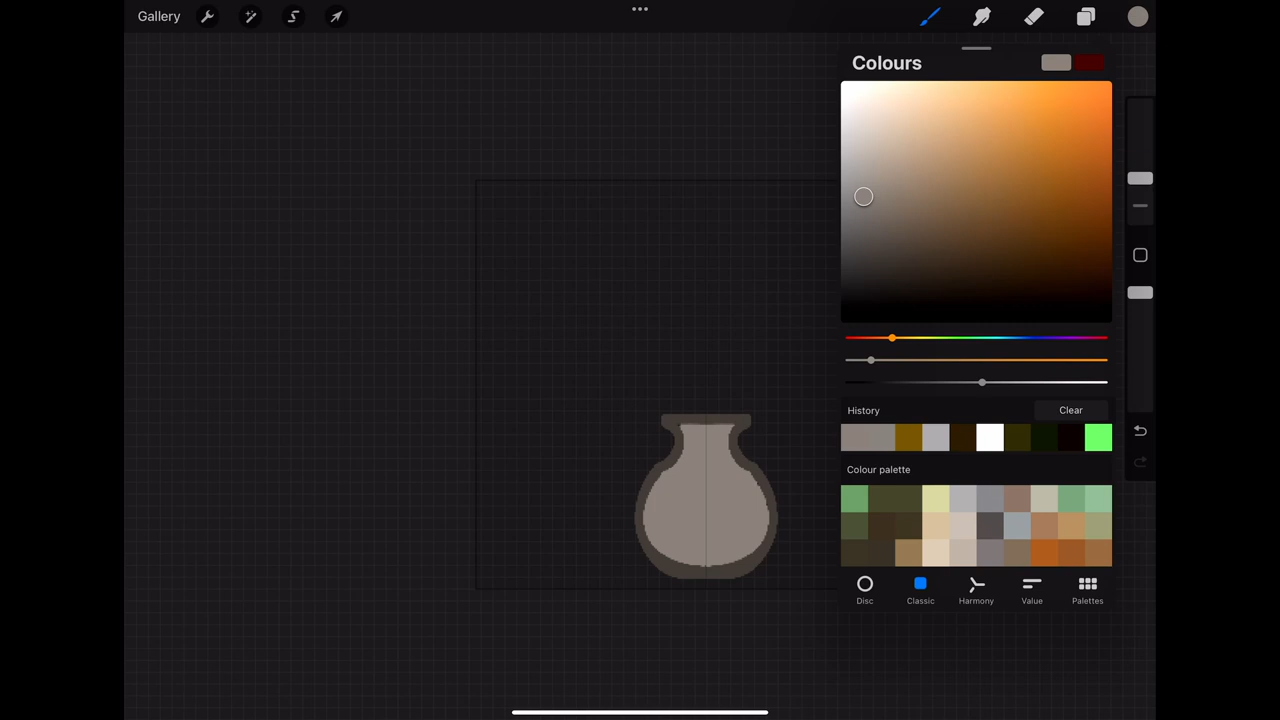 Gallery
Colours
History
Clear
Colour palette
Disc
Classic
Harmony
Value
Palettes